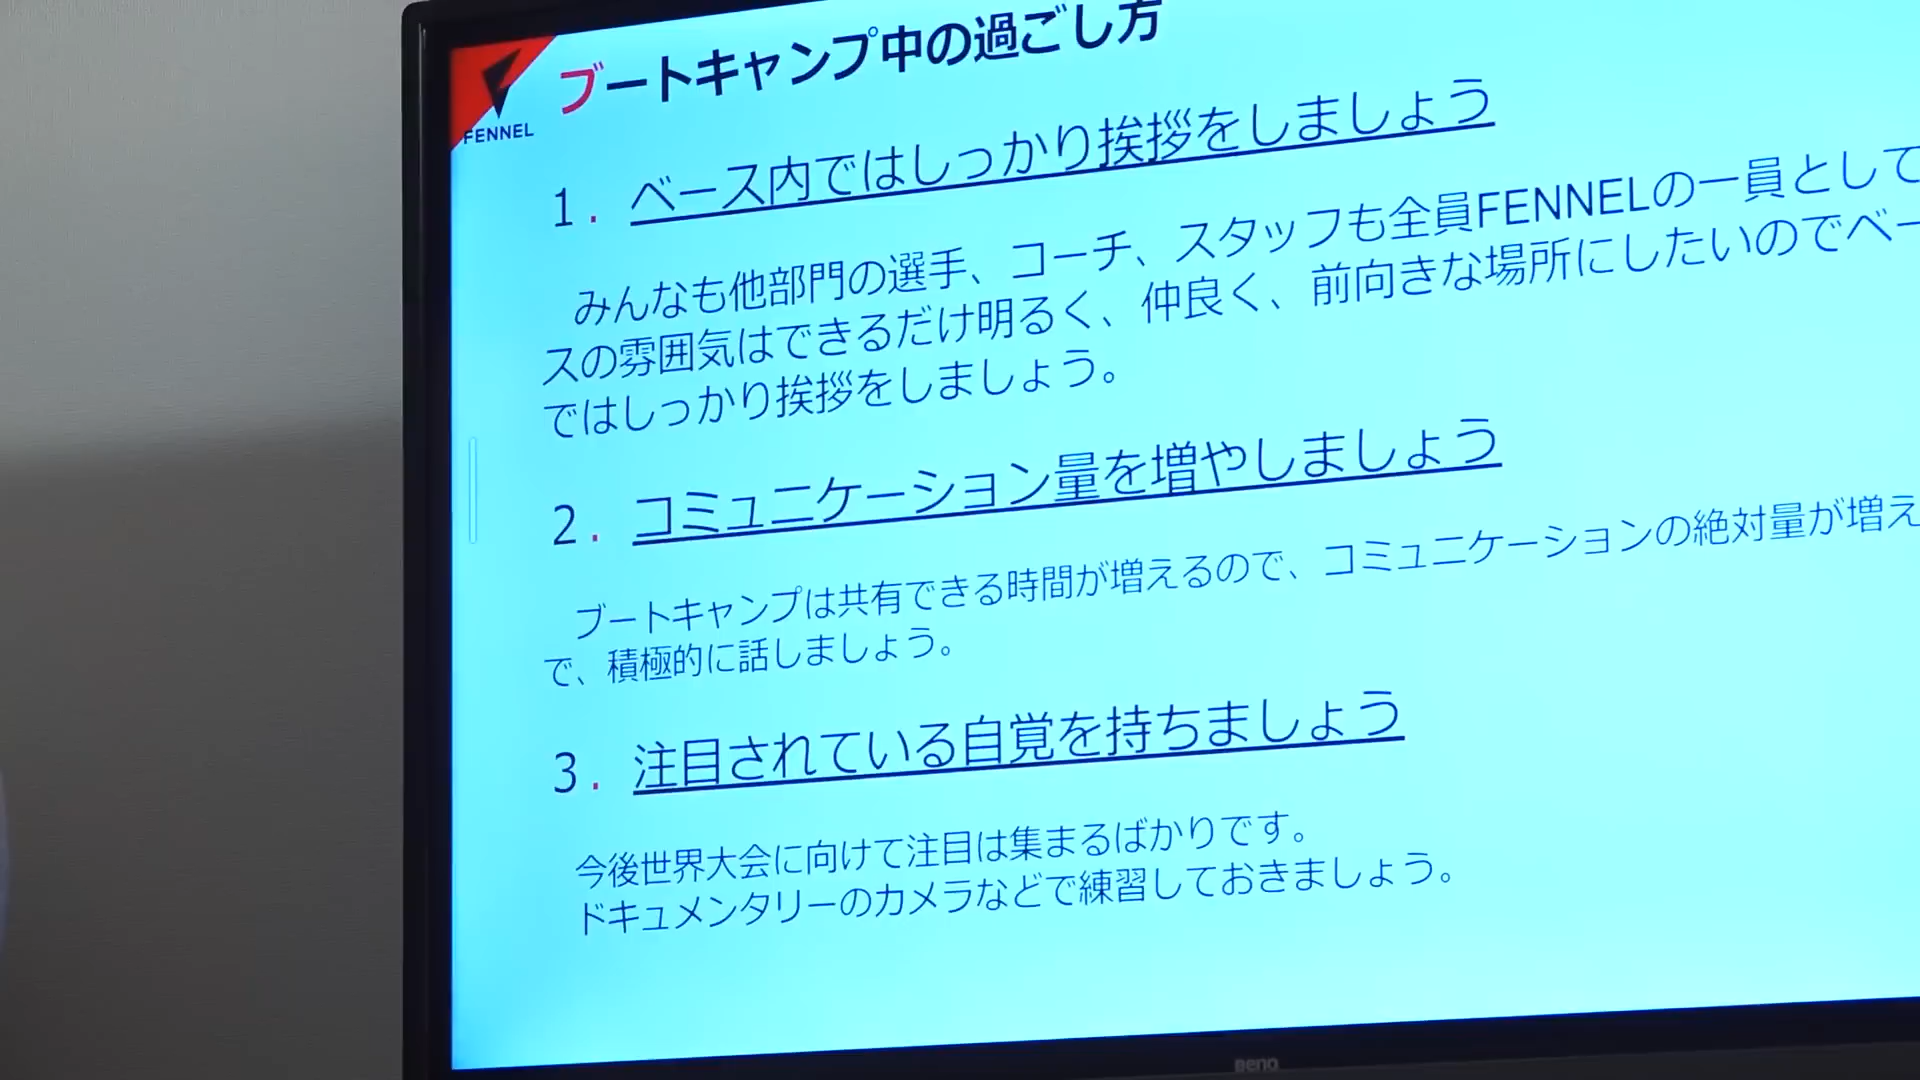 ブートキャンプ中の過ごし方
FENNEL
1. ベース内ではしっかり挨拶をしましょう
みんなも他部門の選手、コーチ、スタッフも全員FENNELの一員として
スの雰囲気はできるだけ明るく、仲良く、前向きな場所にしたいのでベー
ではしっかり挨拶をしましょう。
2. コミュニケーション量を増やしましょう
ブートキャンプは共有できる時間が増えるので、コミュニケーションの絶対量が増え
で、積極的に話しましょう。
3. 注目されている自覚を持ちましょう
今後世界大会に向けて注目は集まるばかりです。
ドキュメンタリーのカメラなどで練習しておきましょう。
BenQ